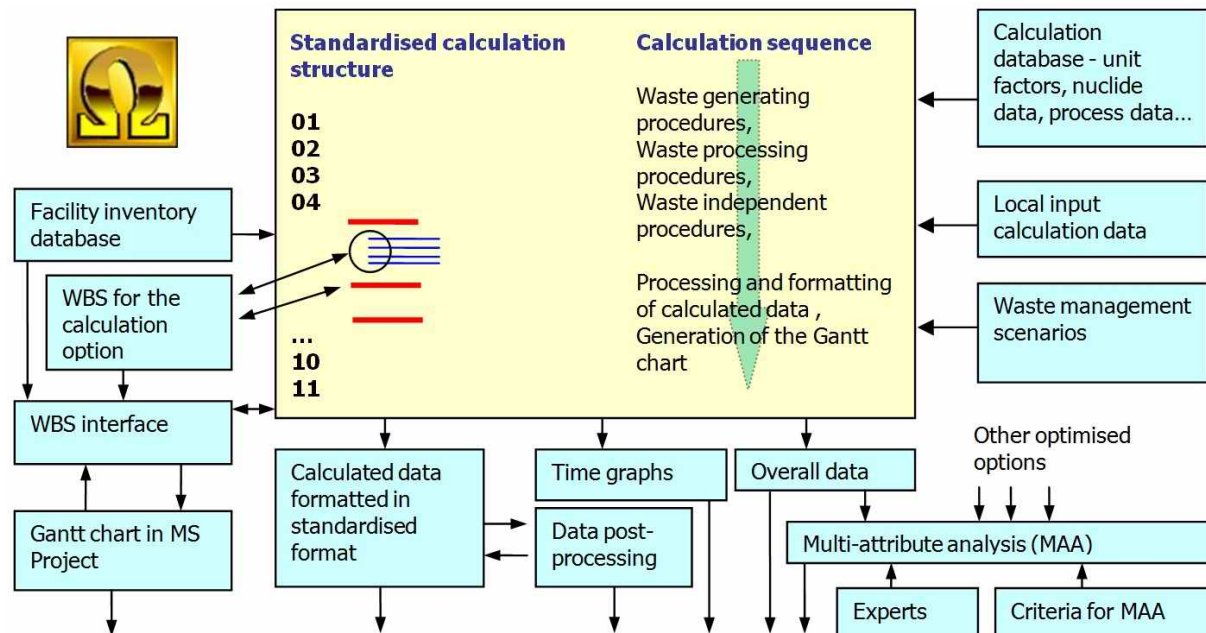 Standardised calculation
structure
01
02
03
04
...
10
11
Calculation sequence
Waste generating
procedures,
Waste processing
procedures,
Waste independent
procedures,
Processing and formatting
of calculated data ,
Generation of the Gantt
chart
Calculation
database - unit
factors, nuclide
data, process data...
Local input
calculation data
Waste management
scenarios
Facility inventory
database
WBS for the
calculation
option
WBS interface
Gantt chart in MS
Project
Calculated data
formatted in
standardised
format
Time graphs
Data post-
processing
Overall data
Other optimised
options
Multi-attribute analysis (MAA)
Experts
Criteria for MAA